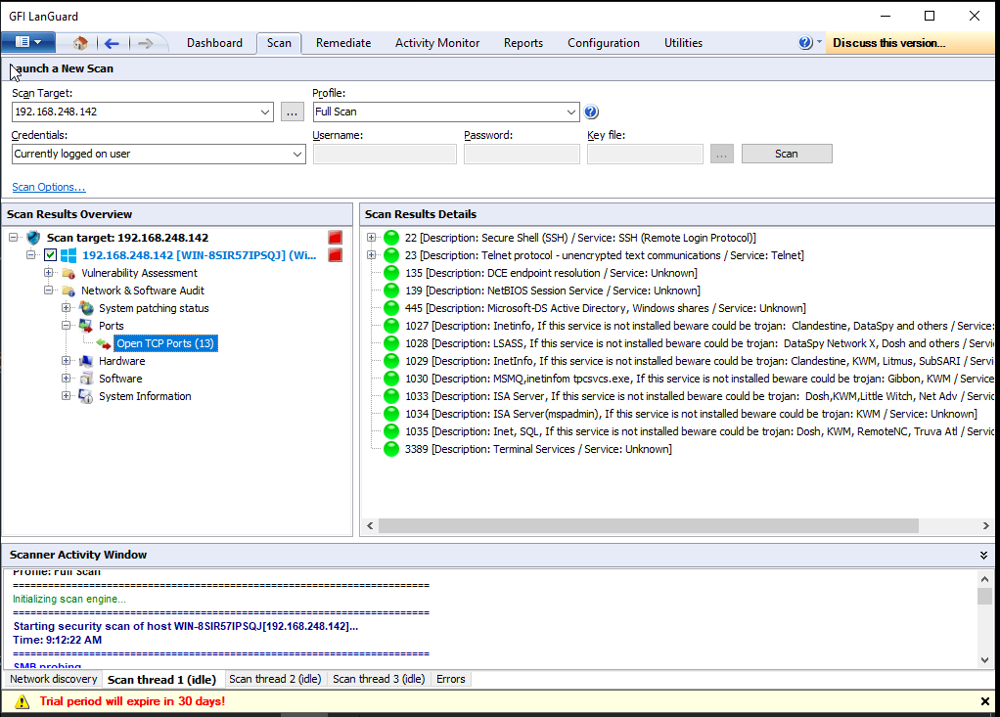 GFI LanGuard
Dashboard Scan Remediate Activity Monitor Reports Configuration Utilities Discuss this version...
aunch a New Scan
Scan Target: Profile:
192.168.248.142 ... Full Scan
Credentials: Username: Password: Key file:
Currently logged on user ... Scan
Scan Options...
Scan Results Overview
Scan target: 192.168.248.142
192.168.248.142 [WIN-8SIR57IPSQJ] (Wi...
Vulnerability Assessment
Network & Software Audit
System patching status
Ports
Open TCP Ports (13)
Hardware
Software
System Information
Scan Results Details
22 [Description: Secure Shell (SSH) / Service: SSH (Remote Login Protocol)]
23 [Description: Telnet protocol - unencrypted text communications / Service: Telnet]
135 [Description: DCE endpoint resolution / Service: Unknown]
139 [Description: NetBIOS Session Service / Service: Unknown]
445 [Description: Microsoft-DS Active Directory, Windows shares / Service: Unknown]
1027 [Description: Inetinfo, If this service is not installed beware could be trojan: Clandestine, DataSpy and others / Service:
1028 [Description: LSASS, If this service is not installed beware could be trojan: DataSpy Network X, Dosh and others / Servi
1029 [Description: InetInfo, If this service is not installed beware could be trojan: Clandestine, KWM, Litmus, SubSARI / Servi
1030 [Description: MSMQ,inetinfom tpcsvcs.exe, If this service is not installed beware could be trojan: Gibbon, KWM / Service
1033 [Description: ISA Server, If this service is not installed beware could be trojan: Dosh,KWM,Little Witch, Net Adv / Servic
1034 [Description: ISA Server(mspadmin), If this service is not installed beware could be trojan: KWM / Service: Unknown]
1035 [Description: Inet, SQL, If this service is not installed beware could be trojan: Dosh, KWM, RemoteNC, Truva Atl / Servic
3389 [Description: Terminal Services / Service: Unknown]
Scanner Activity Window
Profile: Full Scan
Initializing scan engine...
Starting security scan of host WIN-8SIR57IPSQJ[192.168.248.142]...
Time: 9:12:22 AM
SMB probing
Network discovery Scan thread 1 (idle) Scan thread 2 (idle) Scan thread 3 (idle) Errors
Trial period will expire in 30 days!